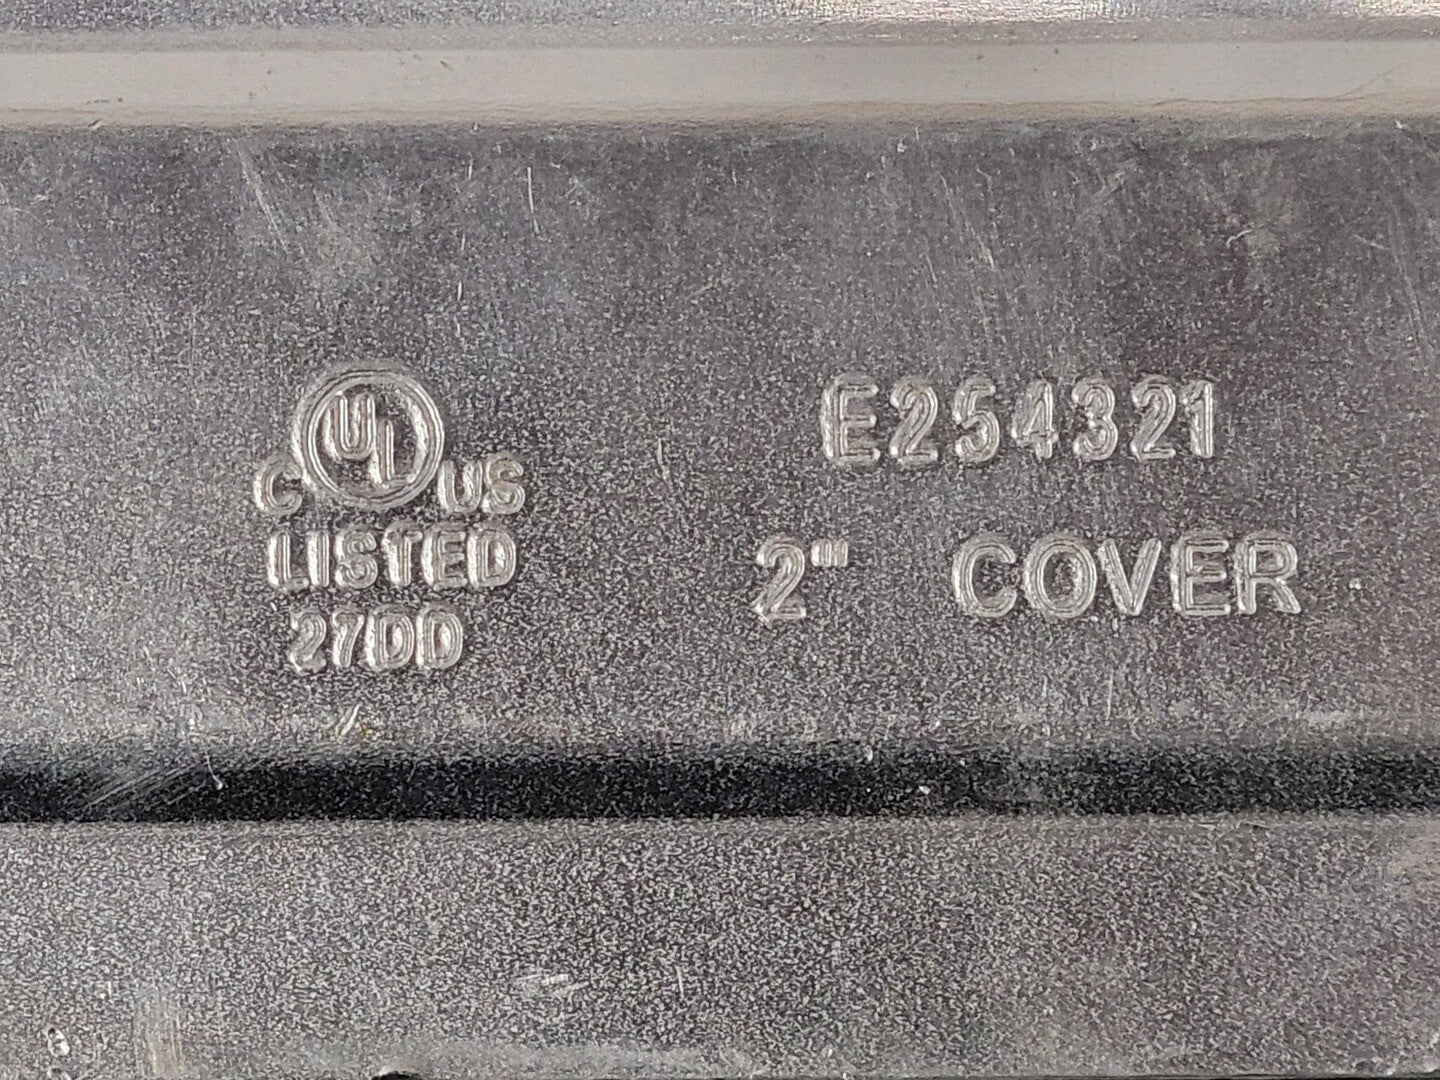 UL
C US
LISTED
27DD
E254321
2" COVER